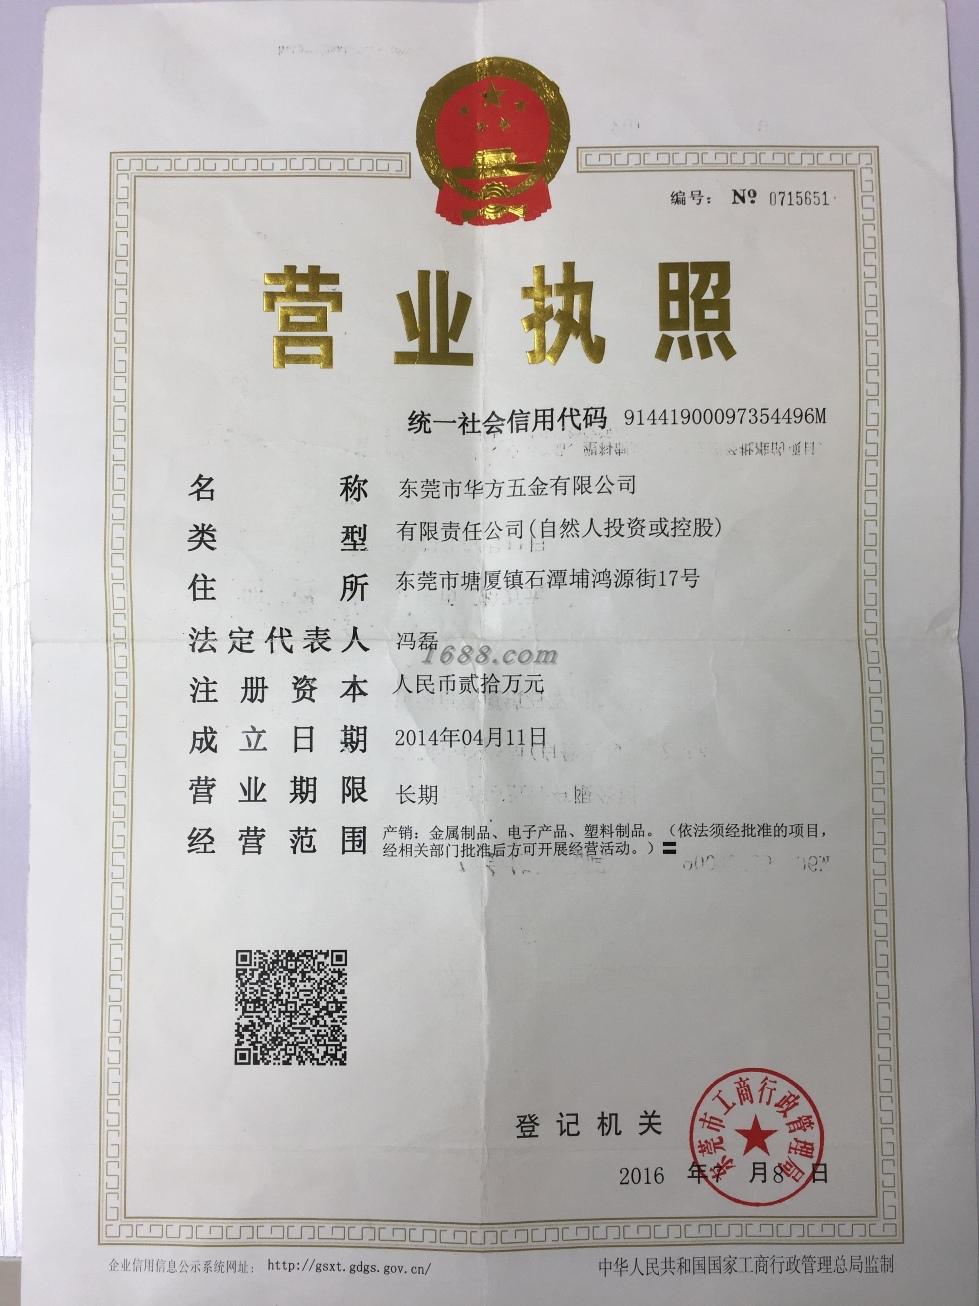 编号： № 0715651
营业执照
统一社会信用代码 91441900097354496M
名称 东莞市华方五金有限公司
类型 有限责任公司(自然人投资或控股)
住所 东莞市塘厦镇石潭埔鸿源街17号
法定代表人 冯磊
1688.com
注册资本 人民币贰拾万元
成立日期 2014年04月11日
营业期限 长期
经营范围 产销：金属制品、电子产品、塑料制品。（依法须经批准的项目，
经相关部门批准后方可开展经营活动。）〓
登记机关
东莞市工商行政管理局
2016 年 月8 日
企业信用信息公示系统网址： http://gsxt.gdgs.gov.cn/
中华人民共和国国家工商行政管理总局监制